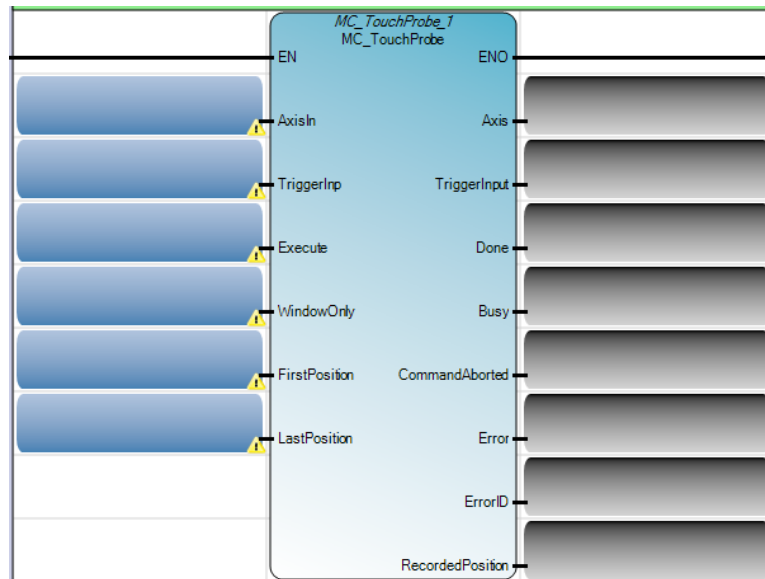 MC_TouchProbe_1
MC_TouchProbe
EN ENO
AxisIn Axis
TriggerInp TriggerInput
Execute Done
WindowOnly Busy
FirstPosition CommandAborted
LastPosition Error
ErrorID
RecordedPosition